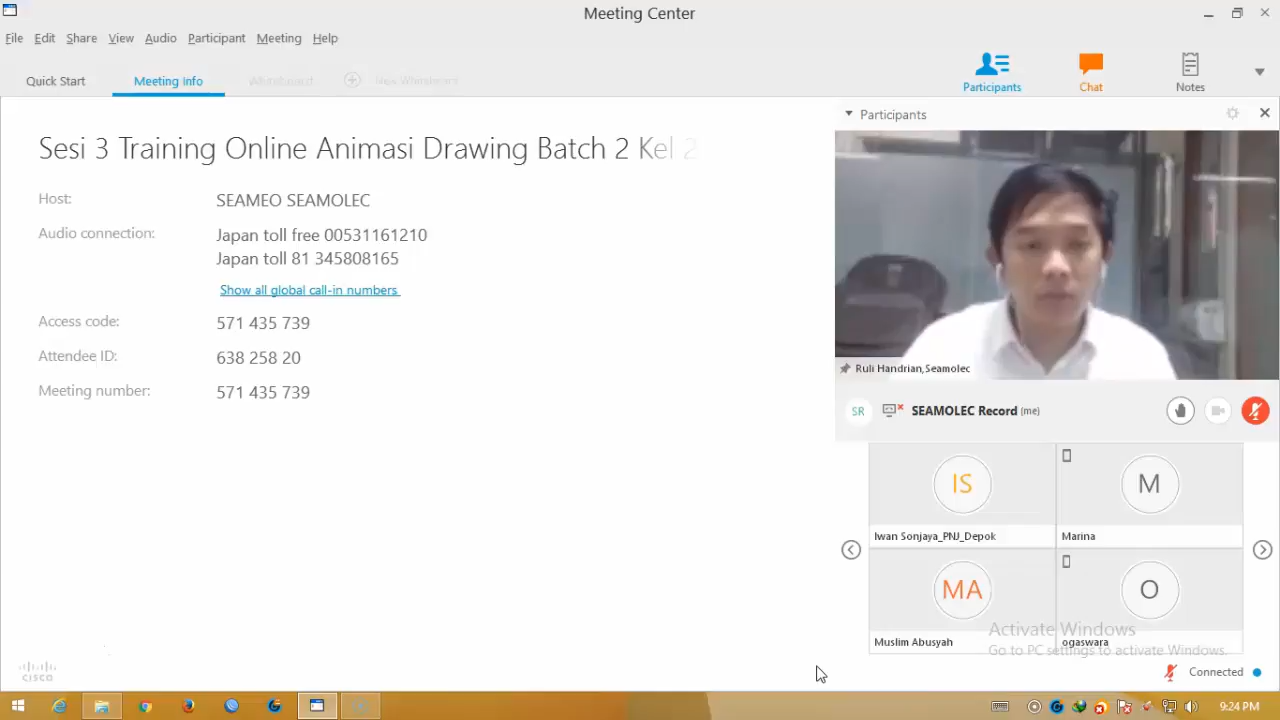 Meeting Center
File Edit Share View Audio Participant Meeting Help
Quick Start Meeting Info Whiteboard New Whiteboard
Participants Chat Notes
Participants
Sesi 3 Training Online Animasi Drawing Batch 2 Kel 2
Host: SEAMEO SEAMOLEC
Audio connection: Japan toll free 00531161210
Japan toll 81 345808165
Show all global call-in numbers
Access code: 571 435 739
Attendee ID: 638 258 20
Meeting number: 571 435 739
Ruli Handrian,Seamolec
SR SEAMOLEC Record (me)
IS M
Iwan Sonjaya_PNJ_Depok Marina
MA O
Muslim Abusyah ogaswara
Activate Windows
Go to PC settings to activate Windows.
CISCO
Connected
9:24 PM